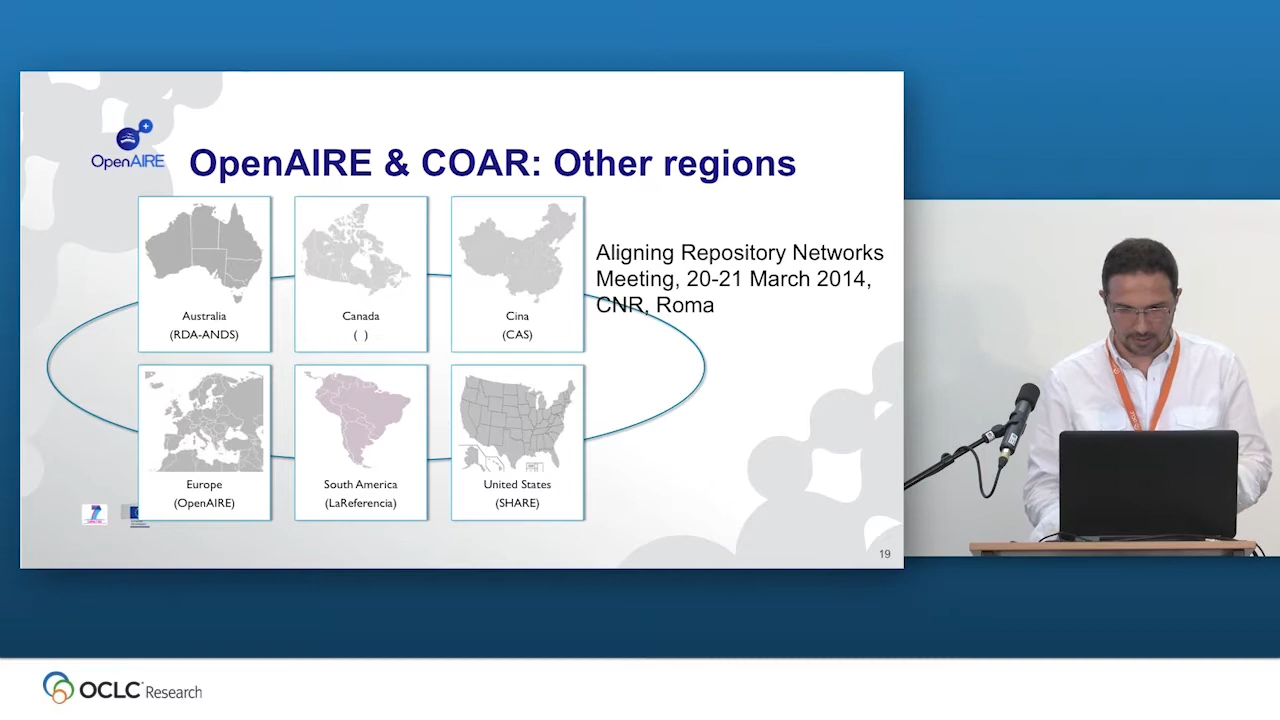 OpenAIRE
OpenAIRE & COAR: Other regions
Australia
(RDA-ANDS)
Canada
( )
Cina
(CAS)
Aligning Repository Networks
Meeting, 20-21 March 2014,
CNR, Roma
Europe
(OpenAIRE)
South America
(LaReferencia)
United States
(SHARE)
19
OCLC Research